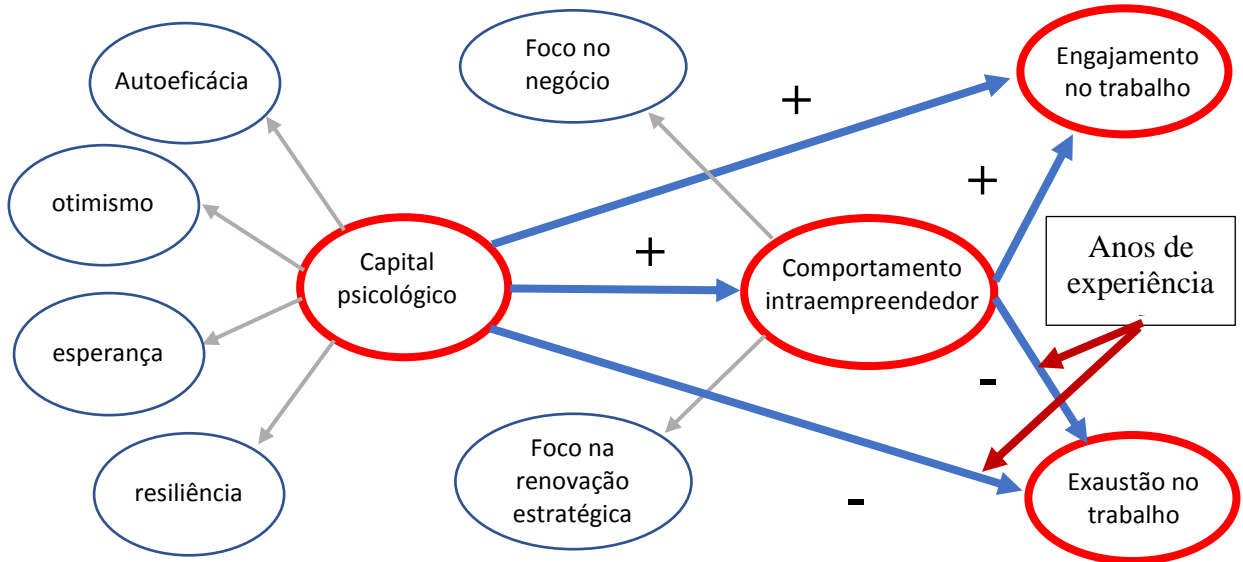 Autoeficácia
otimismo
esperança
resiliência
Capital
psicológico
Foco no
negócio
Foco na
renovação
estratégica
+
+
-
Comportamento
intraempreendedor
+
-
Engajamento
no trabalho
Anos de
experiência
Exaustão no
trabalho